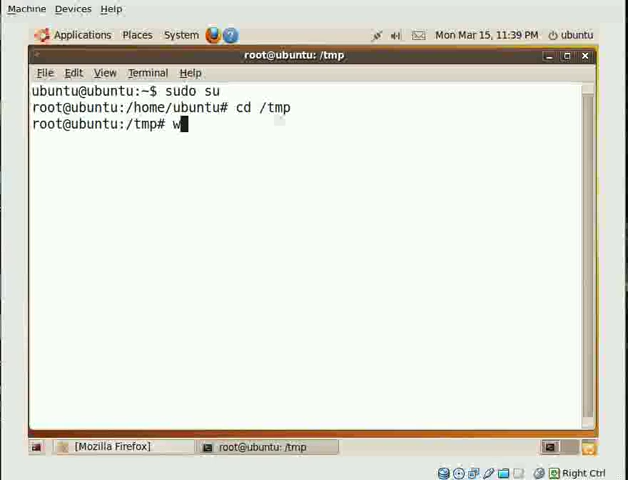 Machine Devices Help
Applications Places System Mon Mar 15, 11:39 PM ubuntu
root@ubuntu: /tmp
File Edit View Terminal Help
ubuntu@ubuntu:~$ sudo su
root@ubuntu:/home/ubuntu# cd /tmp
root@ubuntu:/tmp# w
[Mozilla Firefox] root@ubuntu: /tmp
Right Ctrl